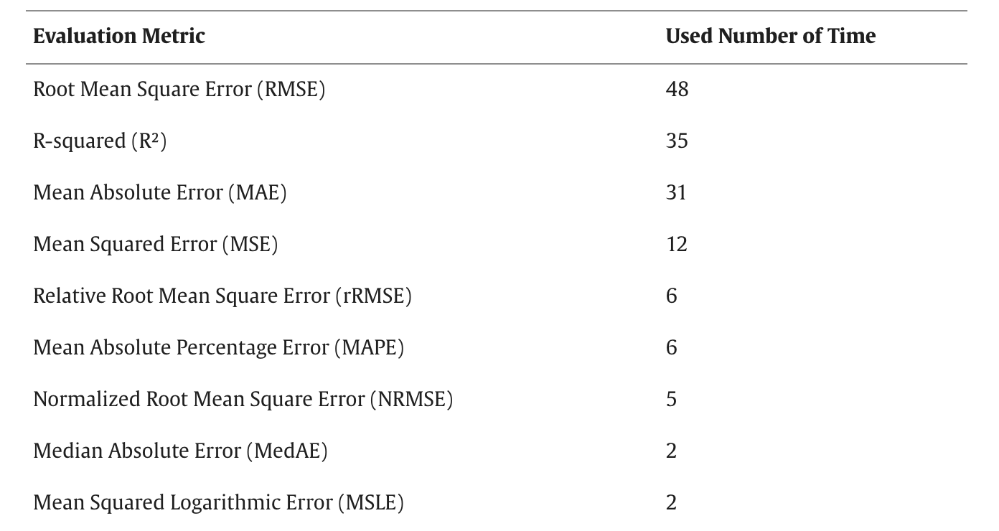 Evaluation Metric Used Number of Time
Root Mean Square Error (RMSE) 48
R-squared (R²) 35
Mean Absolute Error (MAE) 31
Mean Squared Error (MSE) 12
Relative Root Mean Square Error (rRMSE) 6
Mean Absolute Percentage Error (MAPE) 6
Normalized Root Mean Square Error (NRMSE) 5
Median Absolute Error (MedAE) 2
Mean Squared Logarithmic Error (MSLE) 2